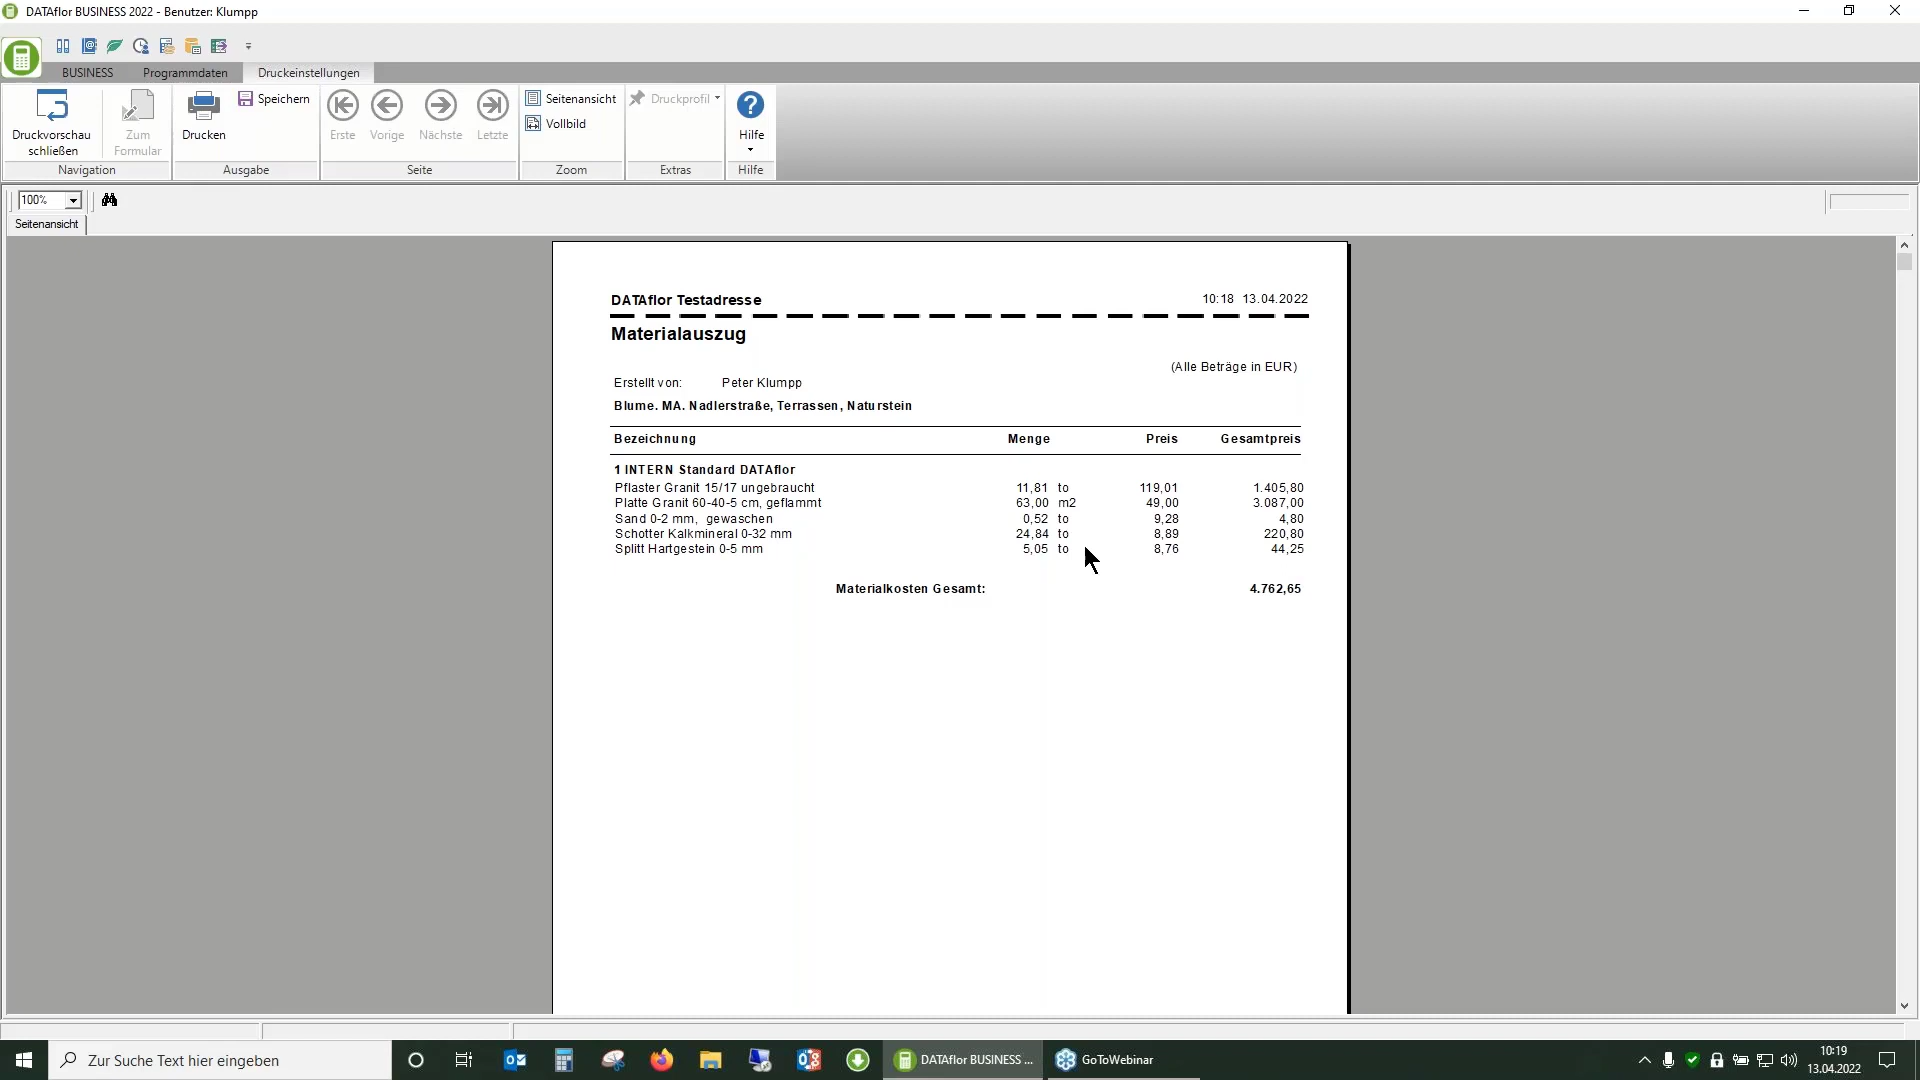 DATAflor BUSINESS 2022 - Benutzer: Klumpp
BUSINESS Programmdaten Druckeinstellungen
Druckvorschau schließen
Zum Formular
Navigation
Drucken
Speichern
Ausgabe
Erste Vorige Nächste Letzte
Seite
Seitenansicht
Vollbild
Zoom
Druckprofil
Extras
Hilfe
Hilfe
100%
Seitenansicht
DATAflor Testadresse 10:18 13.04.2022
Materialauszug
(Alle Beträge in EUR)
Erstellt von: Peter Klumpp
Blume. MA. Nadlerstraße, Terrassen, Naturstein
Bezeichnung Menge Preis Gesamtpreis
1 INTERN Standard DATAflor
Pflaster Granit 15/17 ungebraucht 11,81 to 119,01 1.405,80
Platte Granit 60-40-5 cm, geflammt 63,00 m2 49,00 3.087,00
Sand 0-2 mm, gewaschen 0,52 to 9,28 4,80
Schotter Kalkmineral 0-32 mm 24,84 to 8,89 220,80
Splitt Hartgestein 0-5 mm 5,05 to 8,76 44,25
Materialkosten Gesamt: 4.762,65
Zur Suche Text hier eingeben
DATAflor BUSINESS ...
GoToWebinar
10:19
13.04.2022